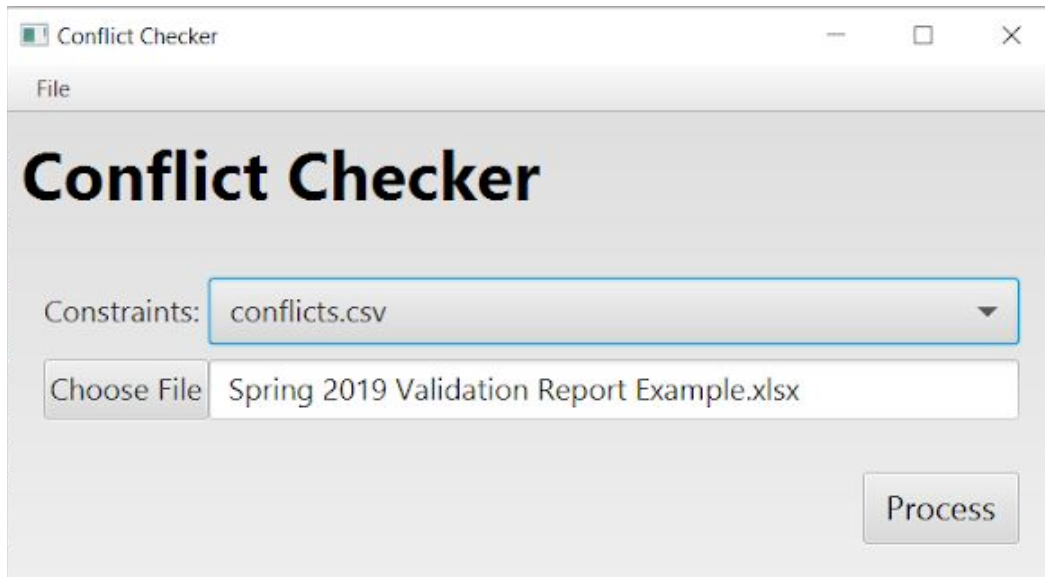 Conflict Checker
File
Conflict Checker
Constraints: conflicts.csv
Choose File Spring 2019 Validation Report Example.xlsx
Process